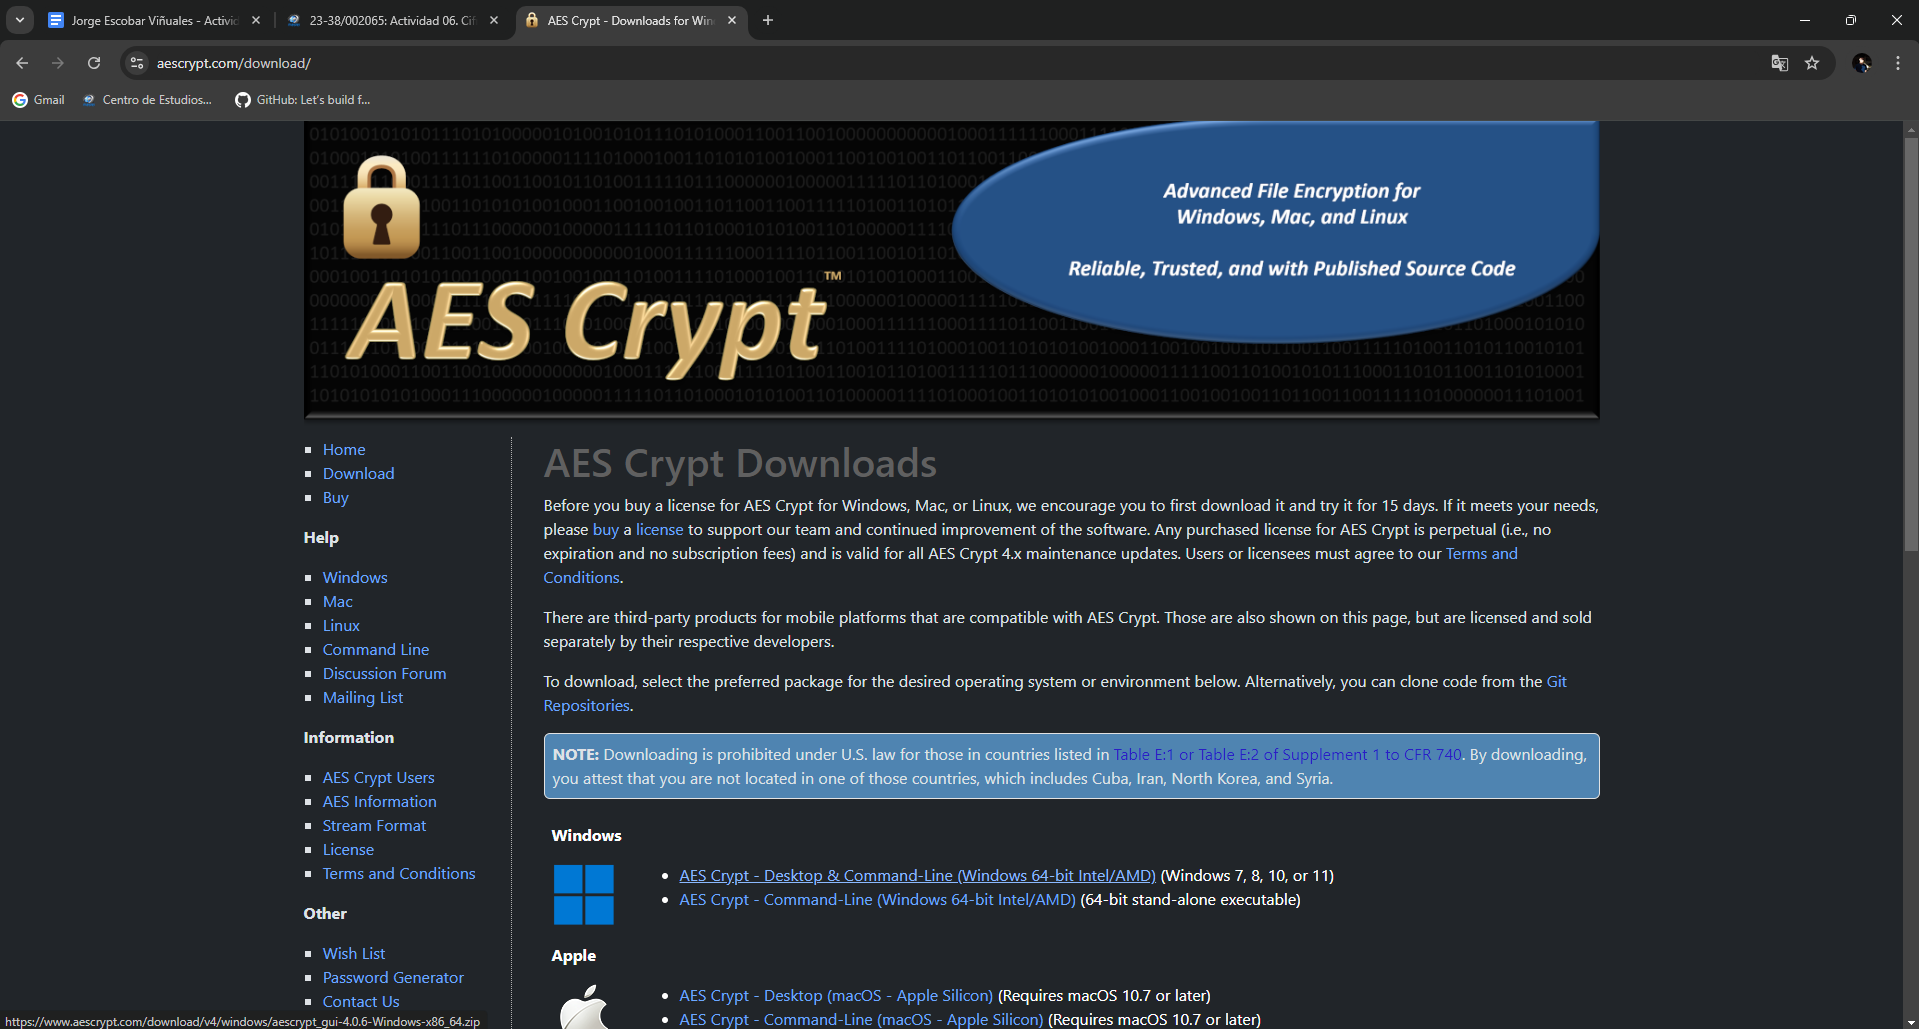 Jorge Escobar Viñuales - Activid
23-38/002065: Actividad 06. Cif
AES Crypt - Downloads for Win
aescrypt.com/download/
Gmail
Centro de Estudios...
GitHub: Let's build f...
AES Crypt™
Advanced File Encryption for
Windows, Mac, and Linux
Reliable, Trusted, and with Published Source Code
Home
Download
Buy
Help
Windows
Mac
Linux
Command Line
Discussion Forum
Mailing List
Information
AES Crypt Users
AES Information
Stream Format
License
Terms and Conditions
Other
Wish List
Password Generator
Contact Us
AES Crypt Downloads
Before you buy a license for AES Crypt for Windows, Mac, or Linux, we encourage you to first download it and try it for 15 days. If it meets your needs,
please buy a license to support our team and continued improvement of the software. Any purchased license for AES Crypt is perpetual (i.e., no
expiration and no subscription fees) and is valid for all AES Crypt 4.x maintenance updates. Users or licensees must agree to our Terms and
Conditions.
There are third-party products for mobile platforms that are compatible with AES Crypt. Those are also shown on this page, but are licensed and sold
separately by their respective developers.
To download, select the preferred package for the desired operating system or environment below. Alternatively, you can clone code from the Git
Repositories.
NOTE: Downloading is prohibited under U.S. law for those in countries listed in Table E:1 or Table E:2 of Supplement 1 to CFR 740. By downloading,
you attest that you are not located in one of those countries, which includes Cuba, Iran, North Korea, and Syria.
Windows
AES Crypt - Desktop & Command-Line (Windows 64-bit Intel/AMD) (Windows 7, 8, 10, or 11)
AES Crypt - Command-Line (Windows 64-bit Intel/AMD) (64-bit stand-alone executable)
Apple
AES Crypt - Desktop (macOS - Apple Silicon) (Requires macOS 10.7 or later)
AES Crypt - Command-Line (macOS - Apple Silicon) (Requires macOS 10.7 or later)
https://www.aescrypt.com/download/v4/windows/aescrypt_gui-4.0.6-Windows-x86_64.zip